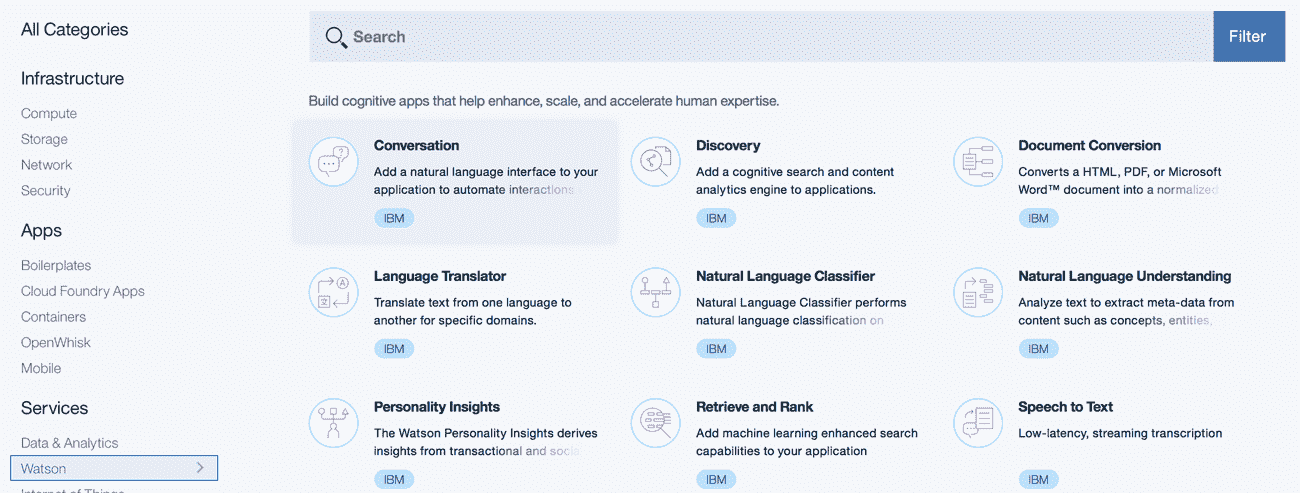 All Categories
Infrastructure
Compute
Storage
Network
Security
Apps
Boilerplates
Cloud Foundry Apps
Containers
OpenWhisk
Mobile
Services
Data & Analytics
Watson
Internet of Things
Search
Filter
Build cognitive apps that help enhance, scale, and accelerate human expertise.
Conversation
Add a natural language interface to your
application to automate interactions
IBM
Discovery
Add a cognitive search and content
analytics engine to applications.
IBM
Document Conversion
Converts a HTML, PDF, or Microsoft
Word™ document into a normalized
IBM
Language Translator
Translate text from one language to
another for specific domains.
IBM
Natural Language Classifier
Natural Language Classifier performs
natural language classification on
IBM
Natural Language Understanding
Analyze text to extract meta-data from
content such as concepts, entities,
IBM
Personality Insights
The Watson Personality Insights derives
insights from transactional and social
IBM
Retrieve and Rank
Add machine learning enhanced search
capabilities to your application
IBM
Speech to Text
Low-latency, streaming transcription
IBM